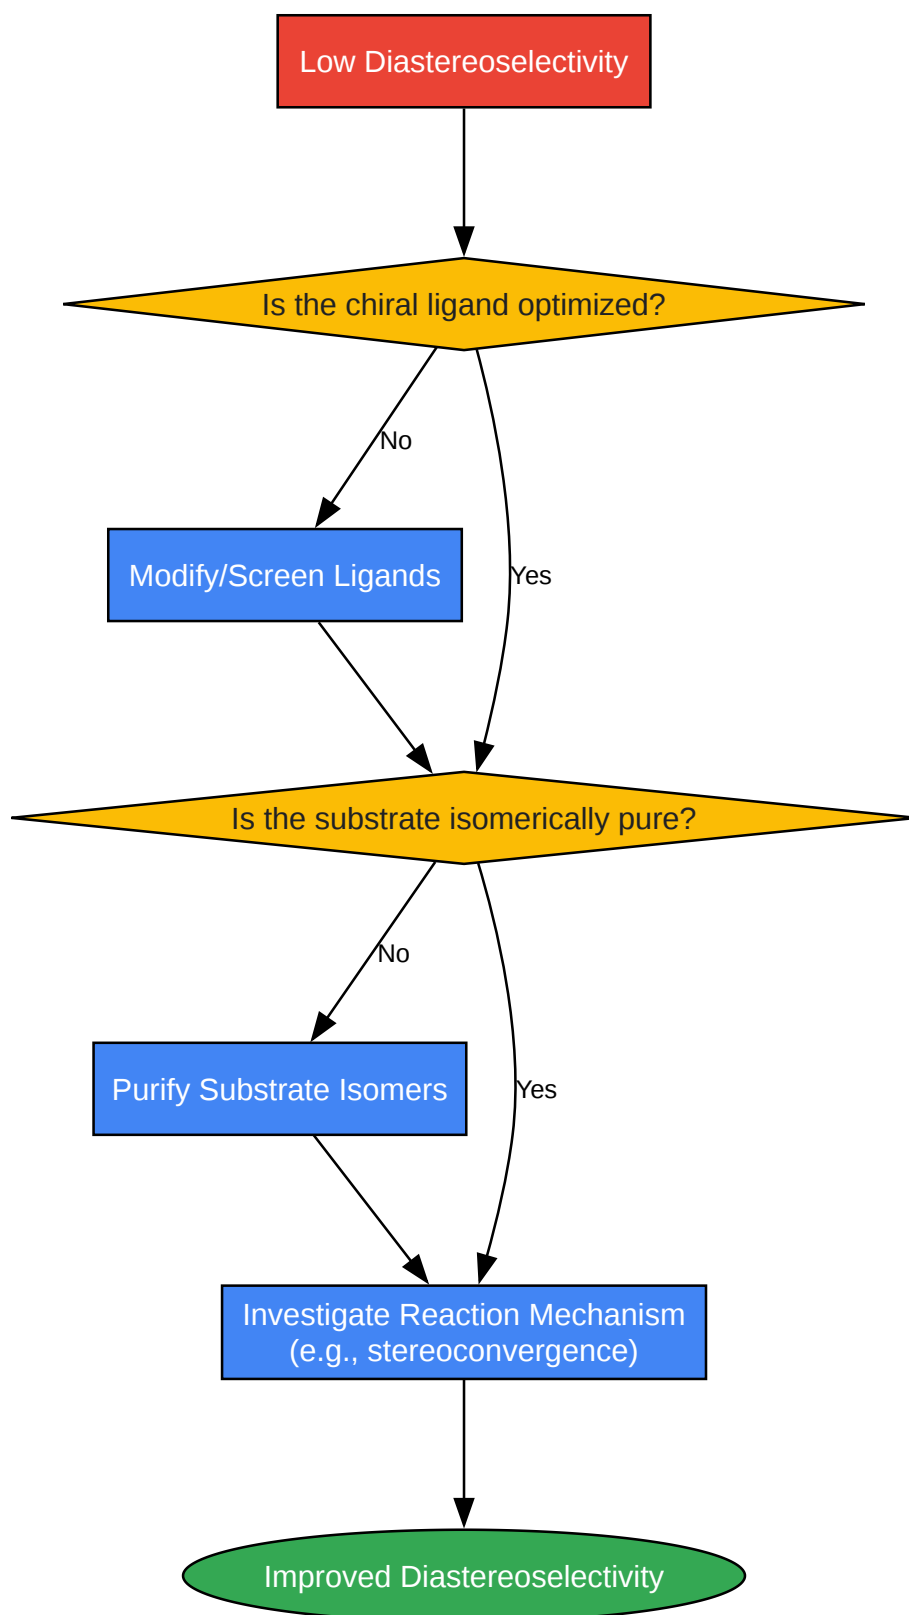 Low Diastereoselectivity
Is the chiral ligand optimized?
No
Modify/Screen Ligands
Yes
Is the substrate isomerically pure?
No
Purify Substrate Isomers
Yes
Investigate Reaction Mechanism
(e.g., stereoconvergence)
Improved Diastereoselectivity